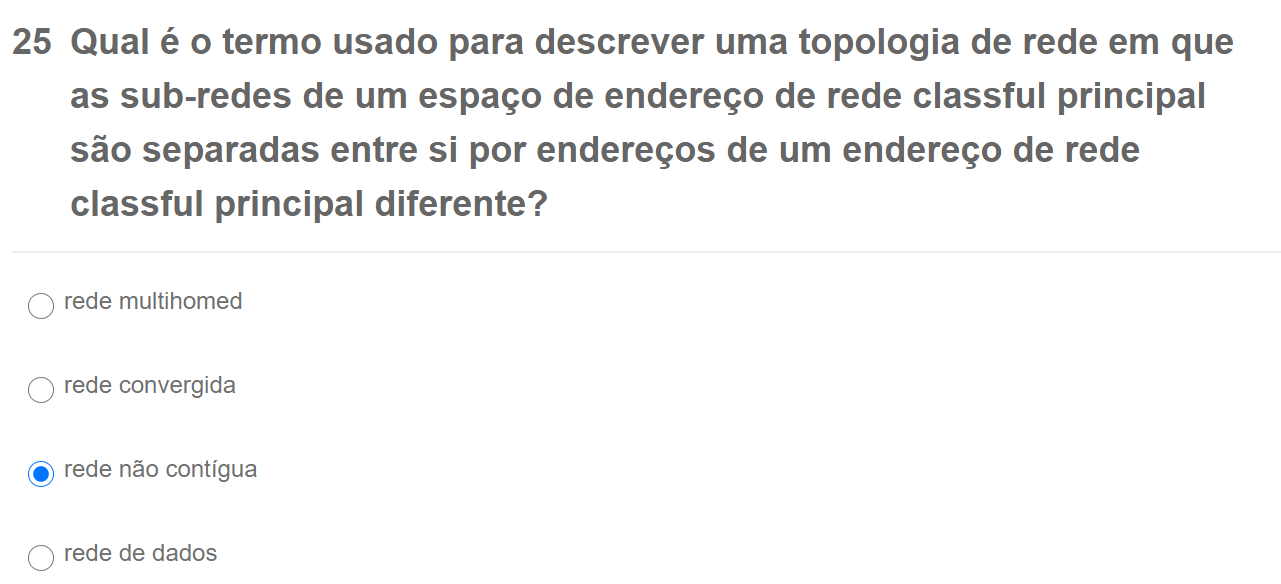 25 Qual é o termo usado para descrever uma topologia de rede em que
as sub-redes de um espaço de endereço de rede classful principal
são separadas entre si por endereços de um endereço de rede
classful principal diferente?
rede multihomed
rede convergida
rede não contígua
rede de dados